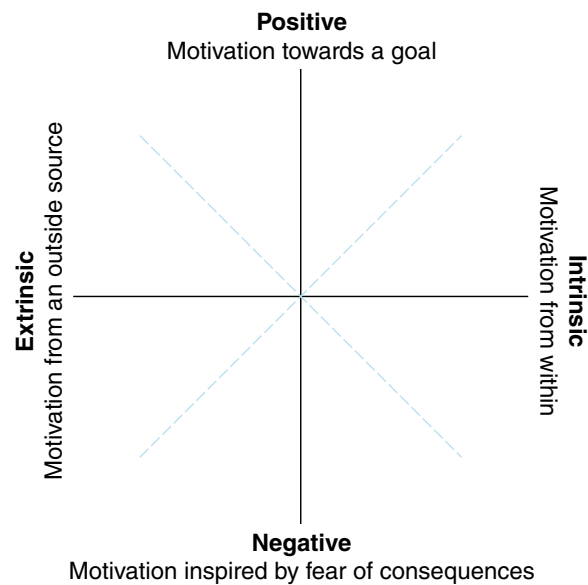 Positive
Motivation towards a goal
Extrinsic
Motivation from an outside source
Intrinsic
Motivation from within
Negative
Motivation inspired by fear of consequences